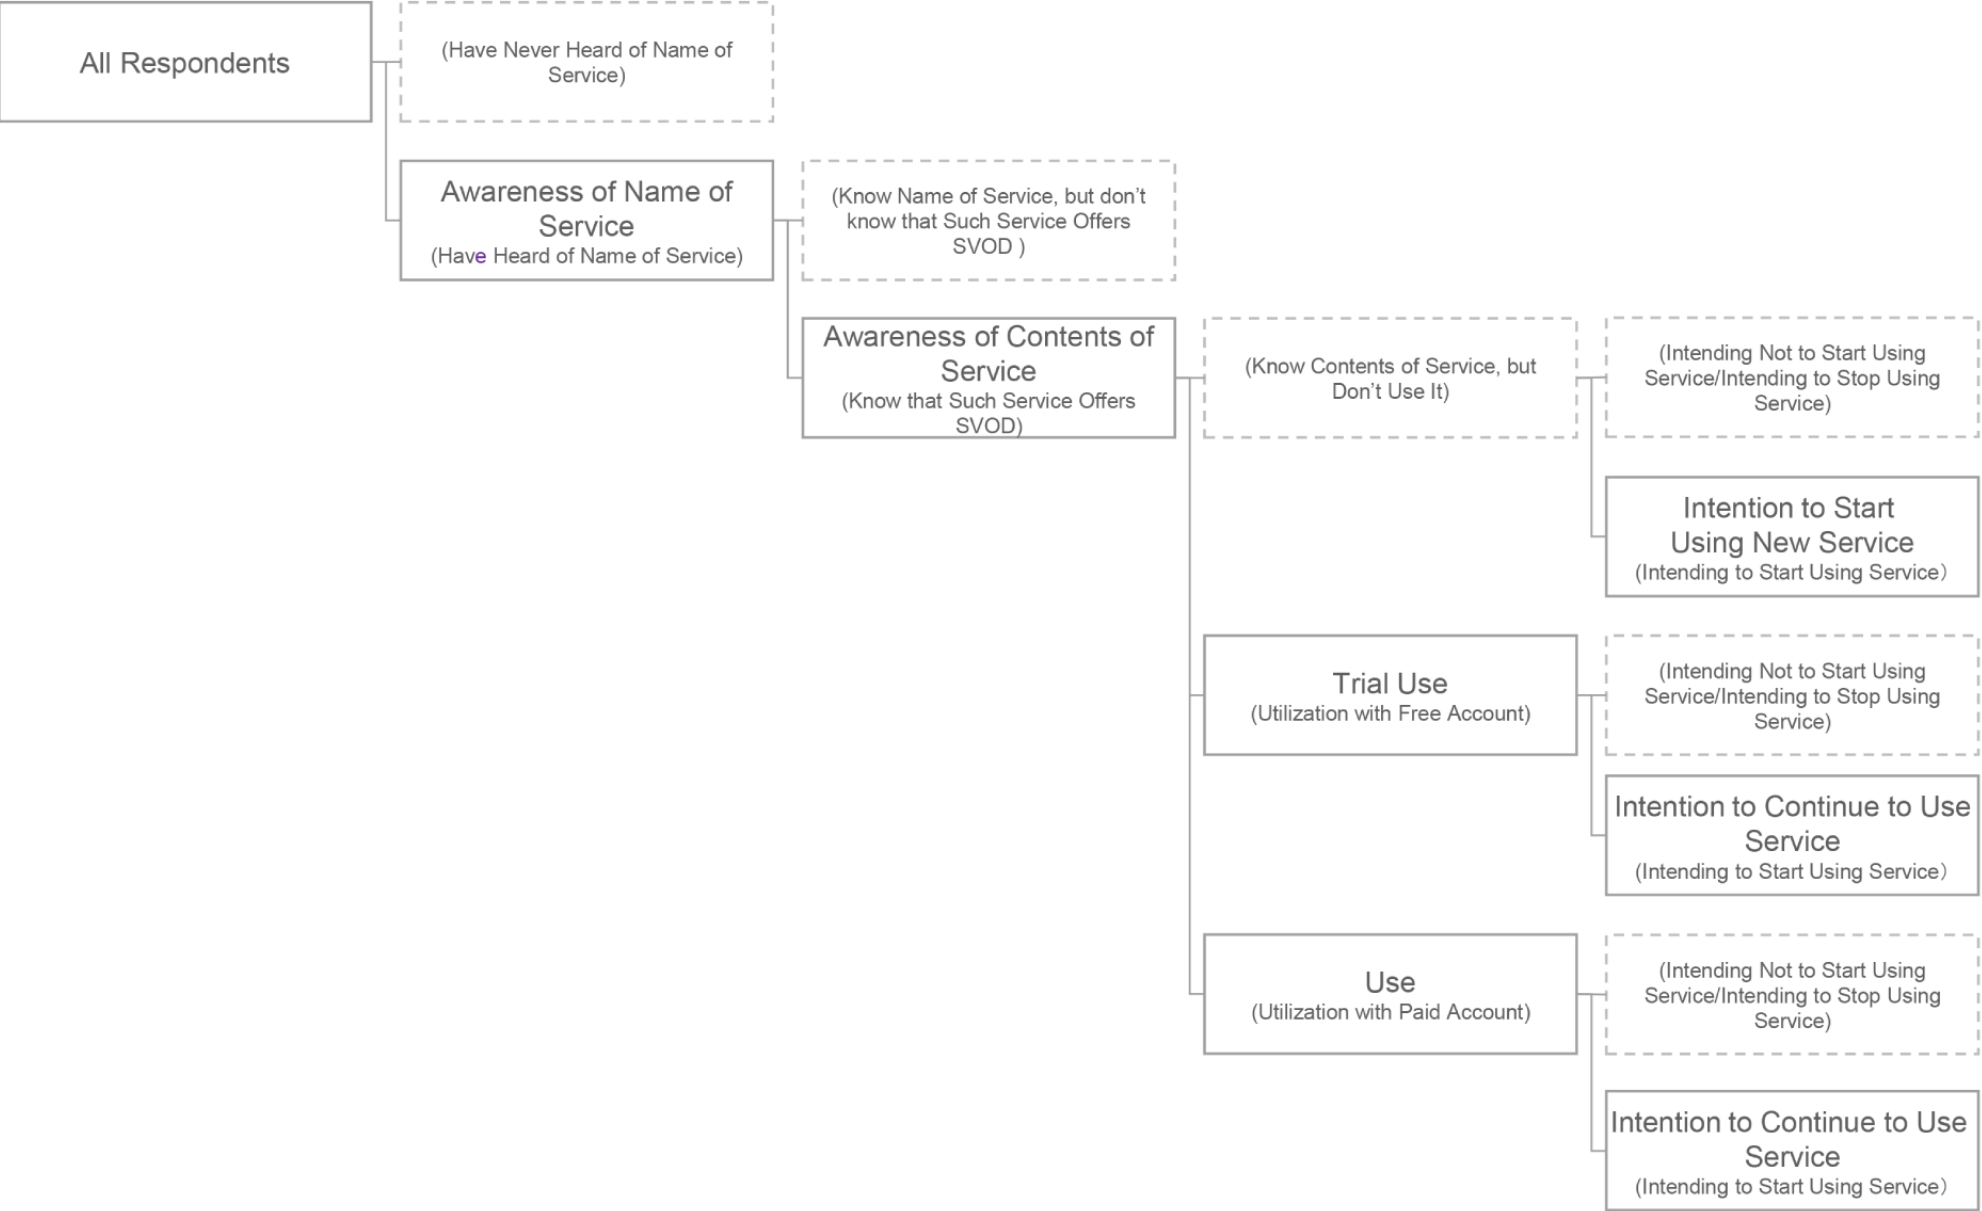 All Respondents
(Have Never Heard of Name of
Service)
Awareness of Name of
Service
(Have Heard of Name of Service)
(Know Name of Service, but don’t
know that Such Service Offers
SVOD )
Awareness of Contents of
Service
(Know that Such Service Offers
SVOD)
(Know Contents of Service, but
Don’t Use It)
(Intending Not to Start Using
Service/Intending to Stop Using
Service)
Intention to Start
Using New Service
(Intending to Start Using Service）
Trial Use
(Utilization with Free Account)
(Intending Not to Start Using
Service/Intending to Stop Using
Service)
Intention to Continue to Use
Service
(Intending to Start Using Service）
Use
(Utilization with Paid Account)
(Intending Not to Start Using
Service/Intending to Stop Using
Service)
Intention to Continue to Use
Service
(Intending to Start Using Service）